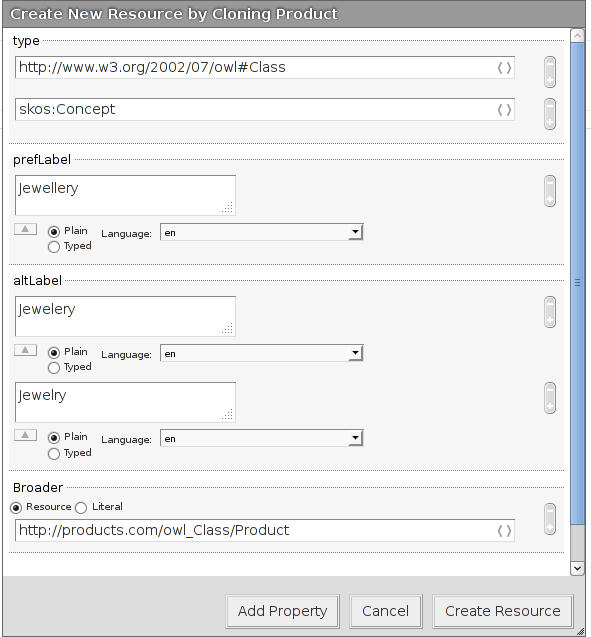 Create New Resource by Cloning Product
type
http://www.w3.org/2002/07/owl#Class
skos:Concept
prefLabel
Jewellery
Plain
Language: en
Typed
altLabel
Jewelery
Plain
Language: en
Typed
Jewelry
Plain
Language: en
Typed
Broader
Resource Literal
http://products.com/owl_Class/Product
Add Property Cancel Create Resource